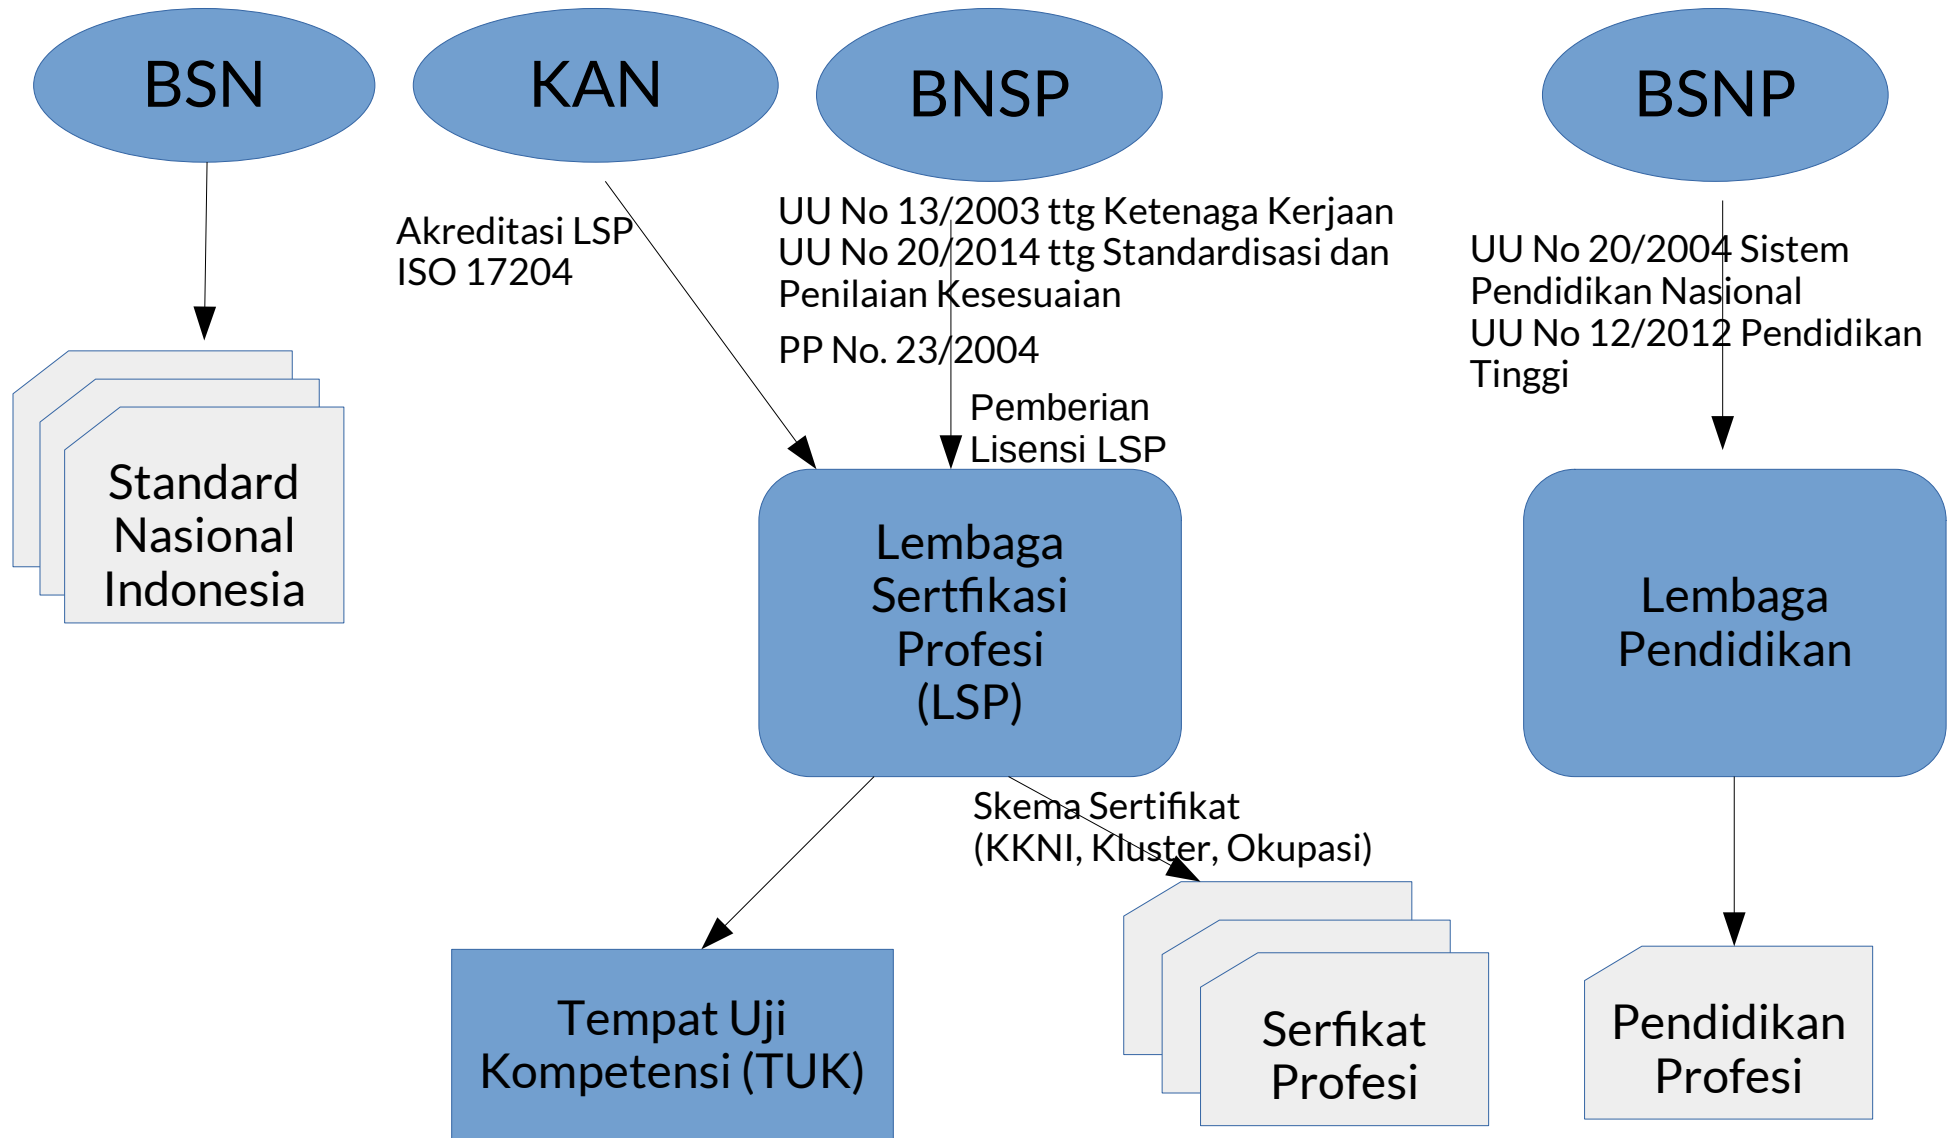 BSN
KAN
BNSP
BSNP
Akreditasi LSP
ISO 17204
UU No 13/2003 ttg Ketenaga Kerjaan
UU No 20/2014 ttg Standardisasi dan
Penilaian Kesesuaian
PP No. 23/2004
Pemberian
Lisensi LSP
UU No 20/2004 Sistem
Pendidikan Nasional
UU No 12/2012 Pendidikan
Tinggi
Standard
Nasional
Indonesia
Lembaga
Sertfikasi
Profesi
(LSP)
Lembaga
Pendidikan
Skema Sertifikat
(KKNI, Kluster, Okupasi)
Tempat Uji
Kompetensi (TUK)
Serfikat
Profesi
Pendidikan
Profesi